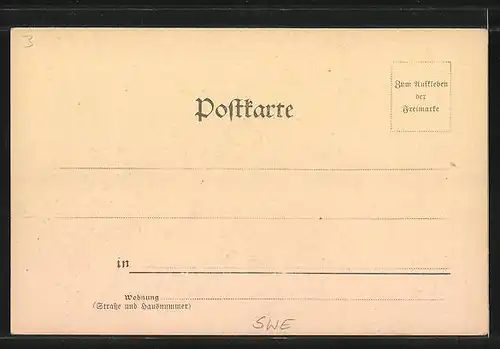 3
Zum Aufkleben
der
Freimarke
Postkarte
in
Wohnung
(Straße und Hausnummer)
SWE